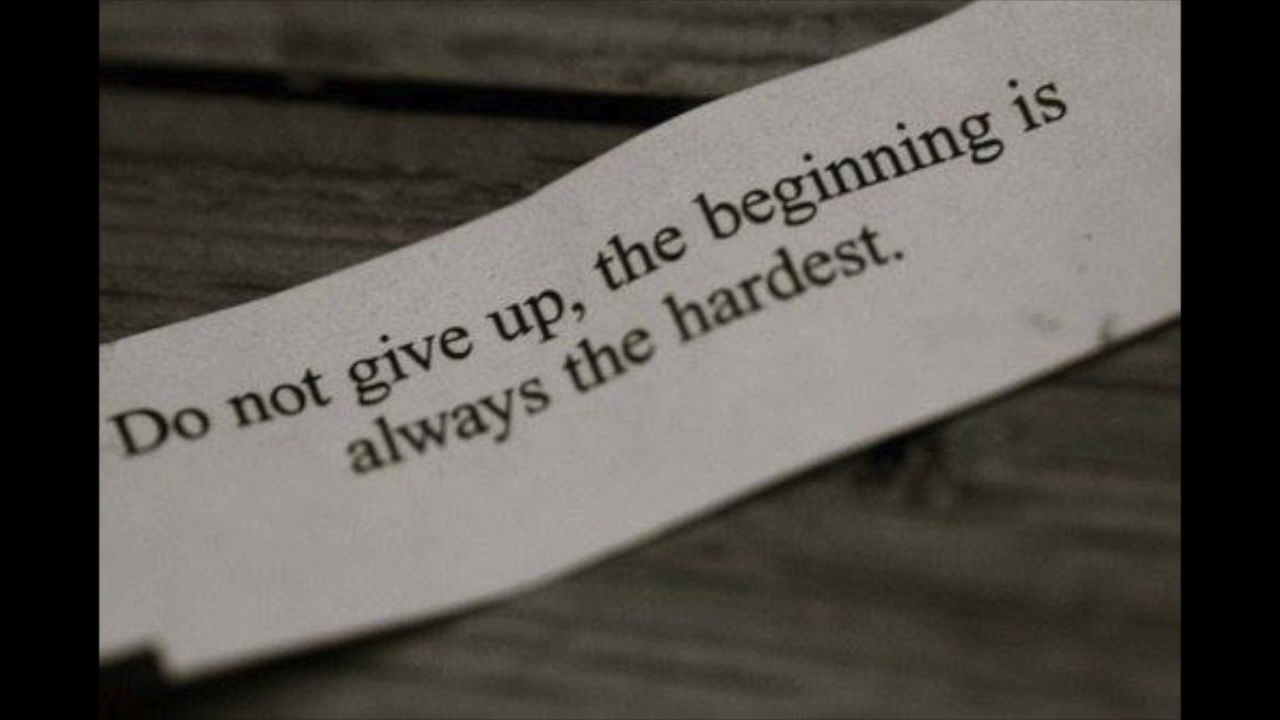 Do not give up, the beginning is
always the hardest.